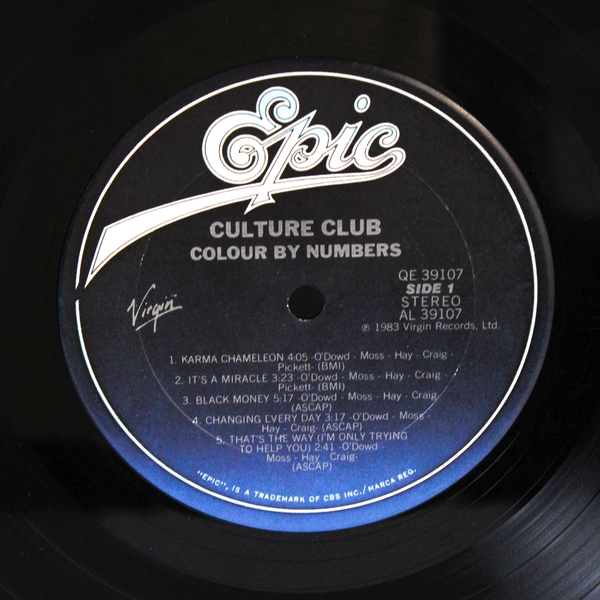 Epic
CULTURE CLUB
COLOUR BY NUMBERS
QE 39107
SIDE 1
STEREO
AL 39107
Virgin
℗ 1983 Virgin Records, Ltd.
1. KARMA CHAMELEON 4:05 -O'Dowd - Moss - Hay - Craig -
Pickett- (BMI)
2. IT'S A MIRACLE 3:23 -O'Dowd - Moss - Hay - Craig -
Pickett- (BMI)
3. BLACK MONEY 5:17 -O'Dowd - Moss - Hay - Craig-
(ASCAP)
4. CHANGING EVERY DAY 3:17 -O'Dowd - Moss -
Hay - Craig- (ASCAP)
5. THAT'S THE WAY (I'M ONLY TRYING
TO HELP YOU) 2:41 -O'Dowd -
Moss - Hay - Craig-
(ASCAP)
"EPIC", IS A TRADEMARK OF CBS INC./MARCA REG.